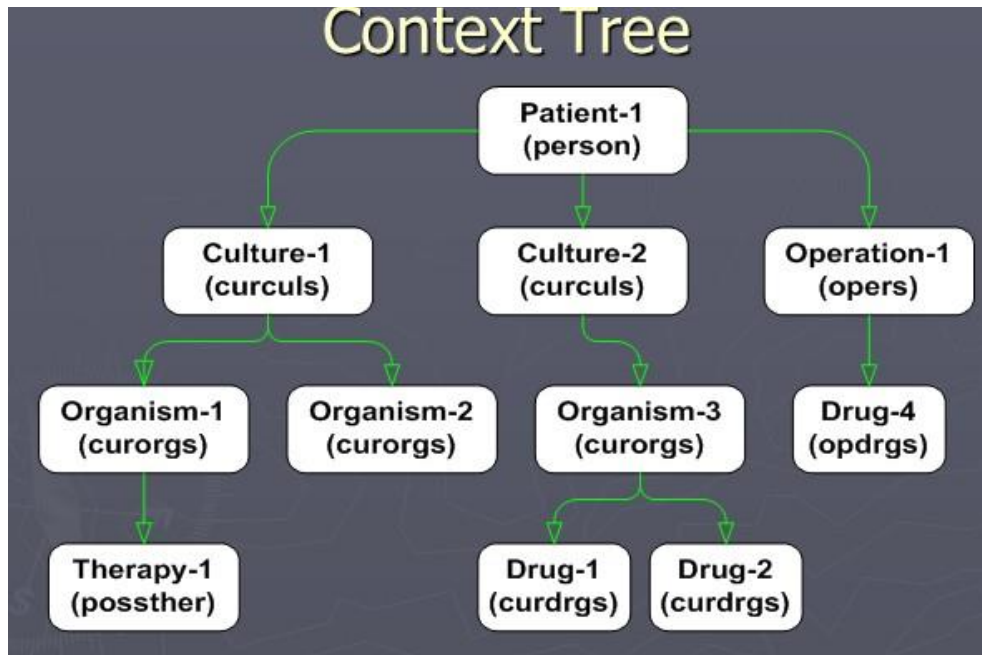 Context Tree
Patient-1
(person)
Culture-1
(curculs)
Culture-2
(curculs)
Operation-1
(opers)
Organism-1
(curorgs)
Organism-2
(curorgs)
Organism-3
(curorgs)
Drug-4
(opdrgs)
Therapy-1
(possther)
Drug-1
(curdrgs)
Drug-2
(curdrgs)